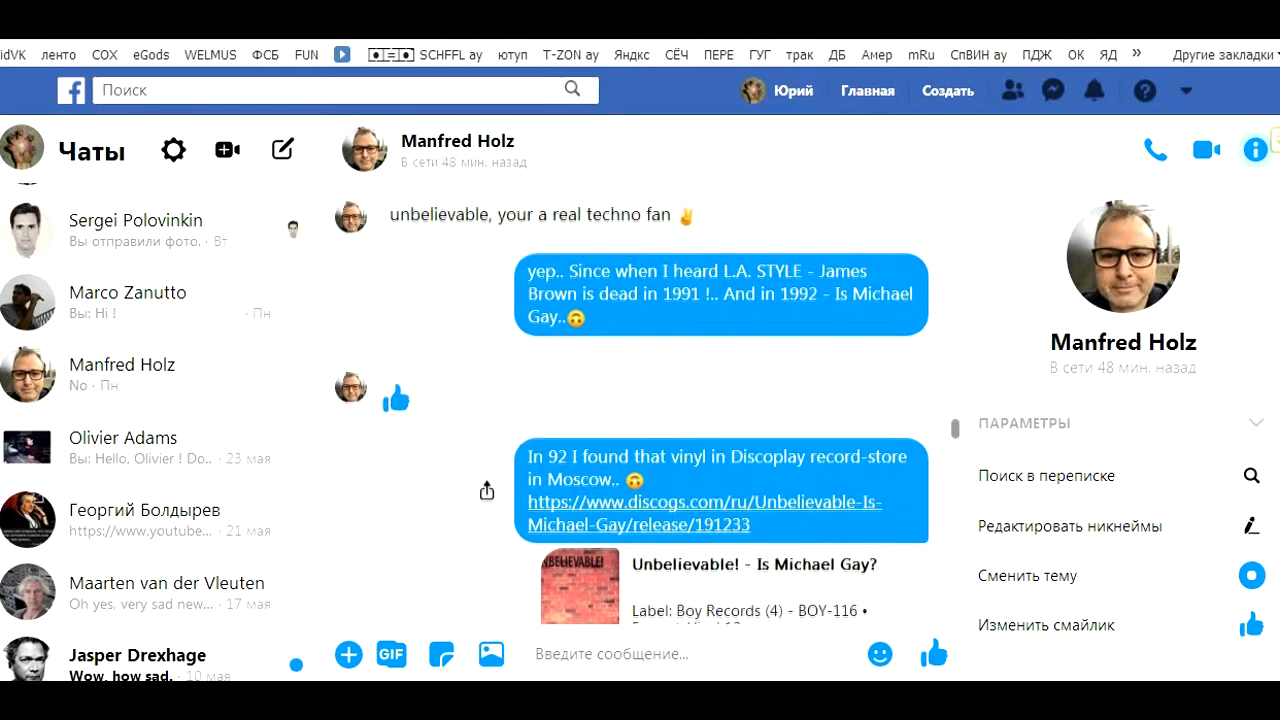 idVK ленто СОХ eGods WELMUS ФСБ FUN SCHFFL ау ютуп T-ZON ау Яндкс СЁЧ ПЕРЕ ГУГ трак ДБ Амер mRu СпВИН ау ПДЖ ОК ЯД » Другие закладки
Поиск
Юрий Главная Создать
Чаты
Sergei Polovinkin
Вы отправили фото. · Вт
Marco Zanutto
Вы: Hi ! · Пн
Manfred Holz
No · Пн
Olivier Adams
Вы: Hello, Olivier ! Do.. · 23 мая
Георгий Болдырев
https://www.youtube... · 21 мая
Maarten van der Vleuten
Oh yes, very sad new... · 17 мая
Jasper Drexhage
Wow, how sad. · 10 мая
Manfred Holz
В сети 48 мин. назад
unbelievable, your a real techno fan ✌
yep.. Since when I heard L.A. STYLE - James
Brown is dead in 1991 !.. And in 1992 - Is Michael
Gay..🙃
In 92 I found that vinyl in Discoplay record-store
in Moscow.. 🙃
https://www.discogs.com/ru/Unbelievable-Is-
Michael-Gay/release/191233
UNBELIEVABLE!
Unbelievable! - Is Michael Gay?
Label: Boy Records (4) - BOY-116 •
GIF
Введите сообщение...
Manfred Holz
В сети 48 мин. назад
ПАРАМЕТРЫ
Поиск в переписке
Редактировать никнеймы
Сменить тему
Изменить смайлик